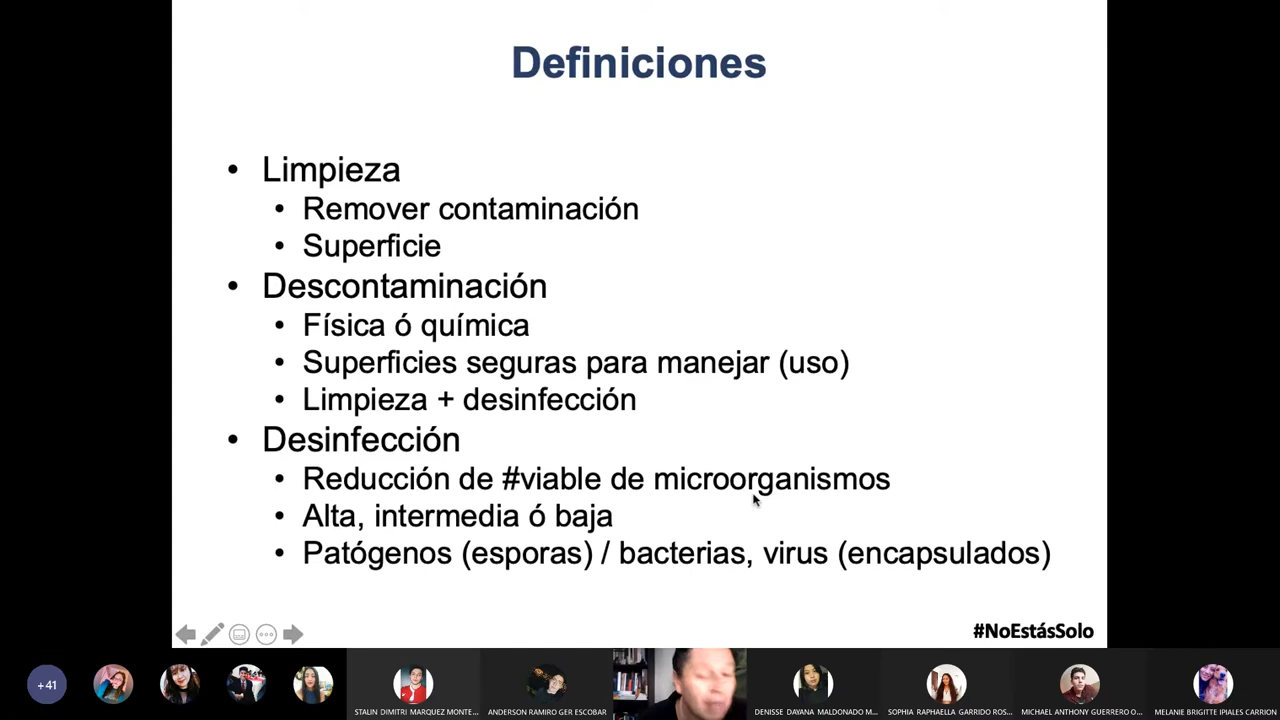 Definiciones
• Limpieza
• Remover contaminación
• Superficie
• Descontaminación
• Física ó química
• Superficies seguras para manejar (uso)
• Limpieza + desinfección
• Desinfección
• Reducción de #viable de microorganismos
• Alta, intermedia ó baja
• Patógenos (esporas) / bacterias, virus (encapsulados)
#NoEstásSolo
+41
STALIN DIMITRI MARQUEZ MONTE...
ANDERSON RAMIRO GER ESCOBAR
DENISSE DAYANA MALDONADO M...
SOPHIA RAPHAELLA GARRIDO ROS...
MICHAEL ANTHONY GUERRERO O...
MELANIE BRIGITTE IPIALES CARRION